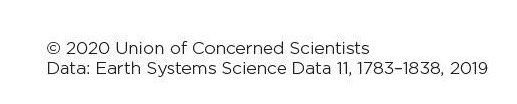 © 2020 Union of Concerned Scientists
Data: Earth Systems Science Data 11, 1783–1838, 2019